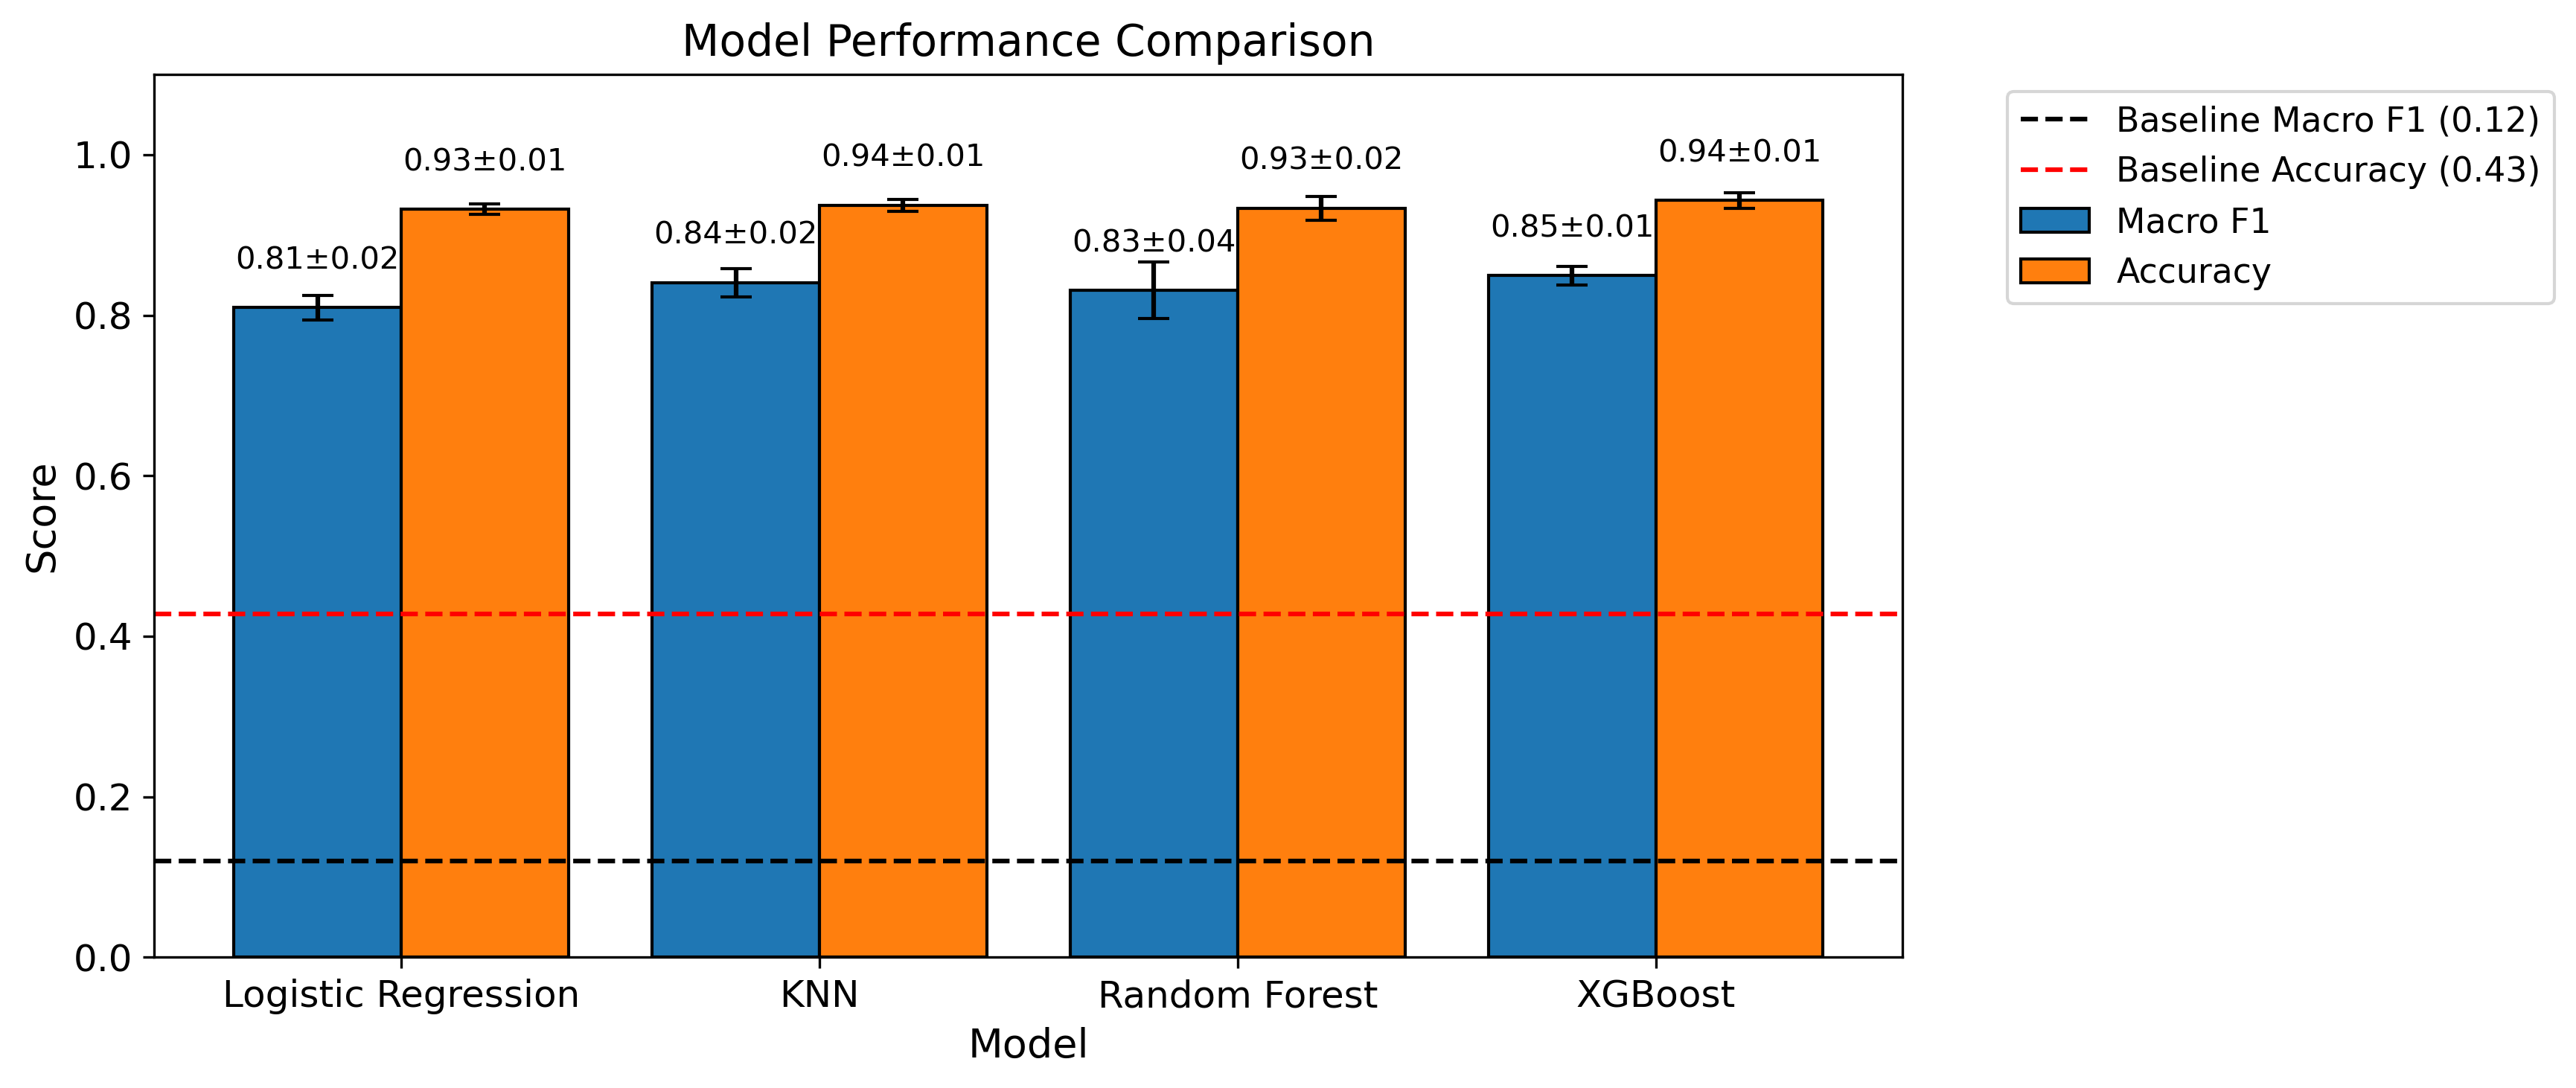 Model Performance Comparison
Baseline Macro F1 (0.12)
Baseline Accuracy (0.43)
Macro F1
Accuracy
Score
1.0
0.8
0.6
0.4
0.2
0.0
0.81±0.02
0.93±0.01
0.84±0.02
0.94±0.01
0.83±0.04
0.93±0.02
0.85±0.01
0.94±0.01
Logistic Regression
KNN
Random Forest
XGBoost
Model